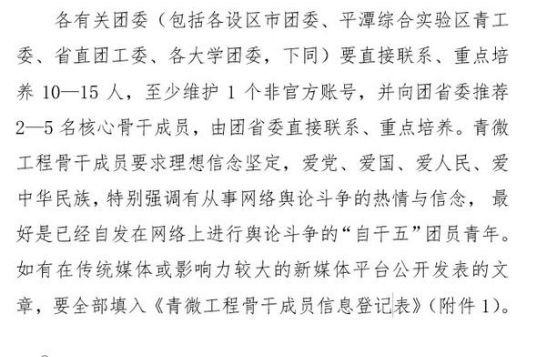 各有关团委（包括各设区市团委、平潭综合实验区青工
委、省直团工委、各大学团委，下同）要直接联系、重点培
养 10—15 人，至少维护 1 个非官方账号，并向团省委推荐
2—5 名核心骨干成员，由团省委直接联系、重点培养。青微
工程骨干成员要求理想信念坚定，爱党、爱国、爱人民、爱
中华民族，特别强调有从事网络舆论斗争的热情与信念， 最
好是已经自发在网络上进行舆论斗争的“自干五”团员青年。
如有在传统媒体或影响力较大的新媒体平台公开发表的文
章，要全部填入《青微工程骨干成员信息登记表》（附件 1）。